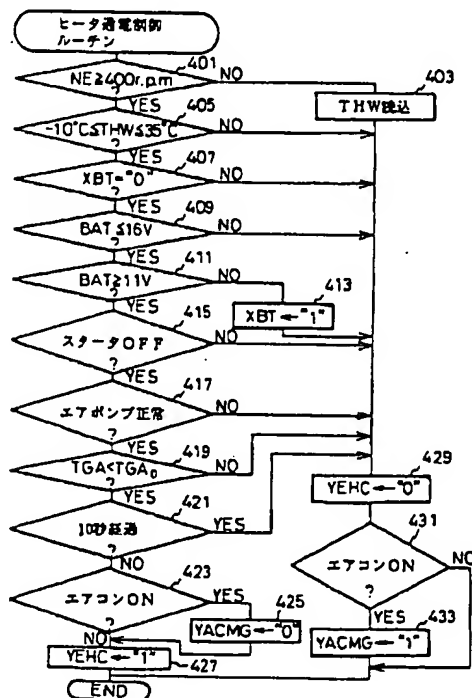 ヒータ通電制御
ルーチン
401
NE≧400r.p.m
?
NO
YES
403
THW読込
405
-10°C≦THW≦35°C
?
NO
YES
407
XBT="0"
?
NO
YES
409
BAT≦16V
?
NO
YES
411
BAT≧11V
?
NO
YES
413
XBT←"1"
415
スタータOFF
?
NO
YES
417
エアポンプ正常
?
NO
YES
419
TGA<TGA0
?
NO
YES
421
10秒経過
?
YES
NO
423
エアコンON
?
YES
NO
425
YACMG←"0"
YEHC←"1"
427
END
429
YEHC←"0"
431
エアコンON
?
NO
YES
433
YACMG←"1"